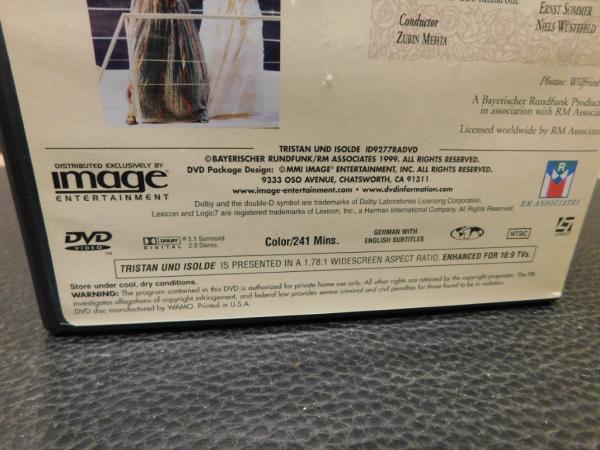 ERNST SOMMER
Conductor
NIELS WÜSTEFELD
ZUBIN MEHTA
Photos: Wilfried
A Bayerischer Rundfunk Product
in association with RM Associa
Licensed worldwide by RM Associate
TRISTAN UND ISOLDE ID9277RADVD
©BAYERISCHER RUNDFUNK/RM ASSOCIATES 1999. ALL RIGHTS RESERVED.
DVD Package Design: ©MMI IMAGE® ENTERTAINMENT, INC. ALL RIGHTS RESERVED.
9333 OSO AVENUE, CHATSWORTH, CA 91311
www.image-entertainment.com • www.dvdinformation.com
DISTRIBUTED EXCLUSIVELY BY
image
ENTERTAINMENT
Dolby and the double-D symbol are trademarks of Dolby Laboratories Licensing Corporation.
Lexicon and Logic7 are registered trademarks of Lexicon, Inc., a Harman International Company. All Rights Reserved.
RM
RM ASSOCIATES
DVD
VIDEO
TM
DOLBY
DIGITAL
5.1 Surround
2.0 Stereo
Color/241 Mins.
GERMAN WITH
ENGLISH SUBTITLES
NTSC
TRISTAN UND ISOLDE IS PRESENTED IN A 1.78:1 WIDESCREEN ASPECT RATIO. ENHANCED FOR 16:9 TVs.
Store under cool, dry conditions.
WARNING: The program contained in this DVD is authorized for private home use only. All other rights are retained by the copyright proprietor. The FBI
investigates allegations of copyright infringement, and federal law provides severe criminal and civil penalties for those found to be in violation.
DVD disc manufactured by WAMO. Printed in U.S.A.